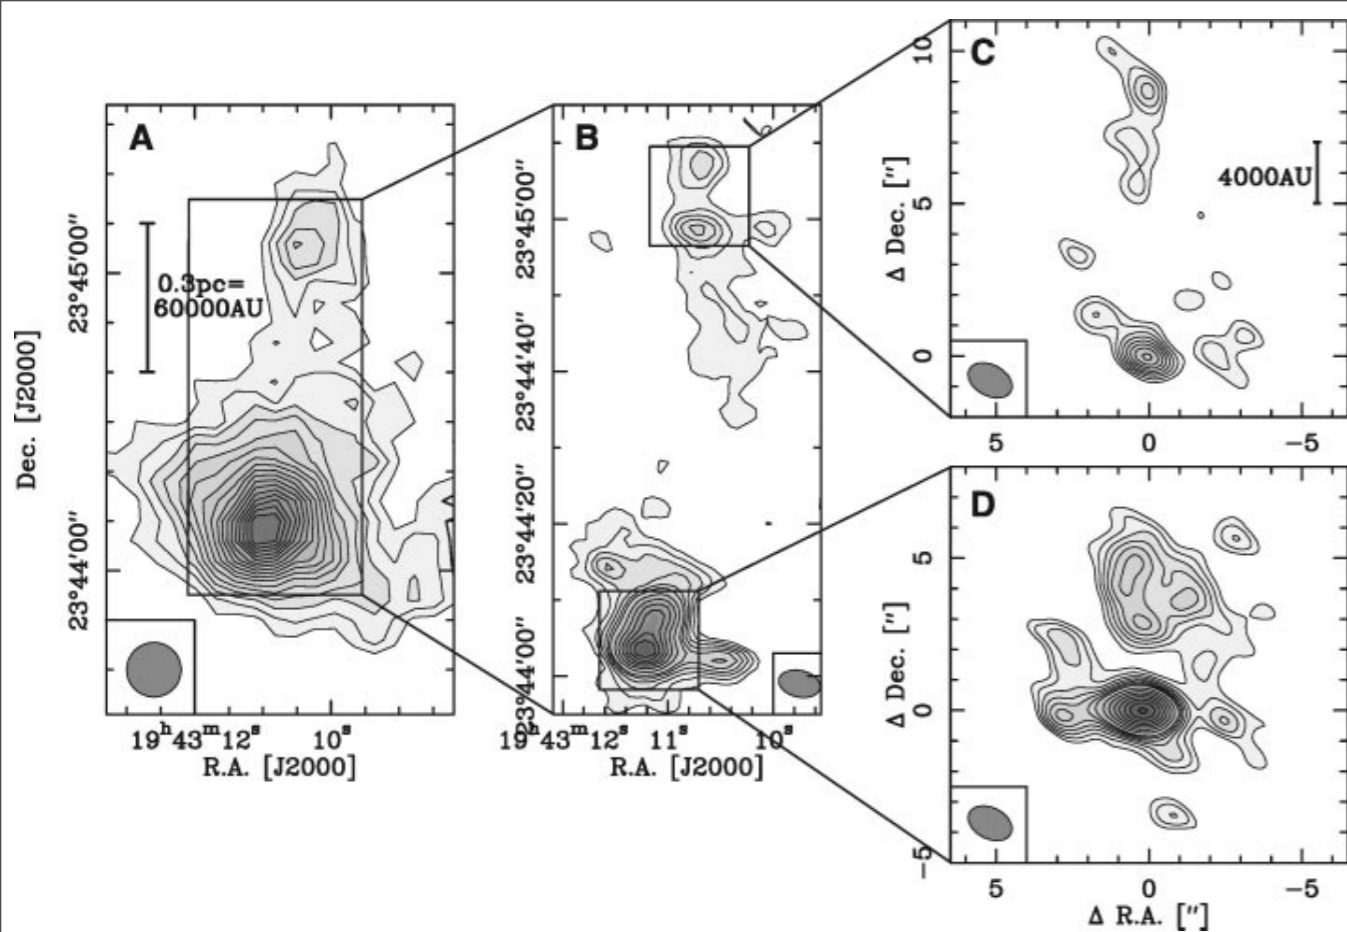 A
B
C
D
Dec. [J2000]
23°45′00″
23°44′00″
0.3pc=
60000AU
19ʰ43ᵐ12ˢ
10ˢ
R.A. [J2000]
23°45′00″
23°44′40″
23°44′20″
23°44′00″
19ʰ43ᵐ12ˢ
11ˢ
10ˢ
R.A. [J2000]
Δ Dec. [″]
10
5
0
4000AU
5
0
−5
Δ Dec. [″]
5
0
−5
5
0
−5
Δ R.A. [″]